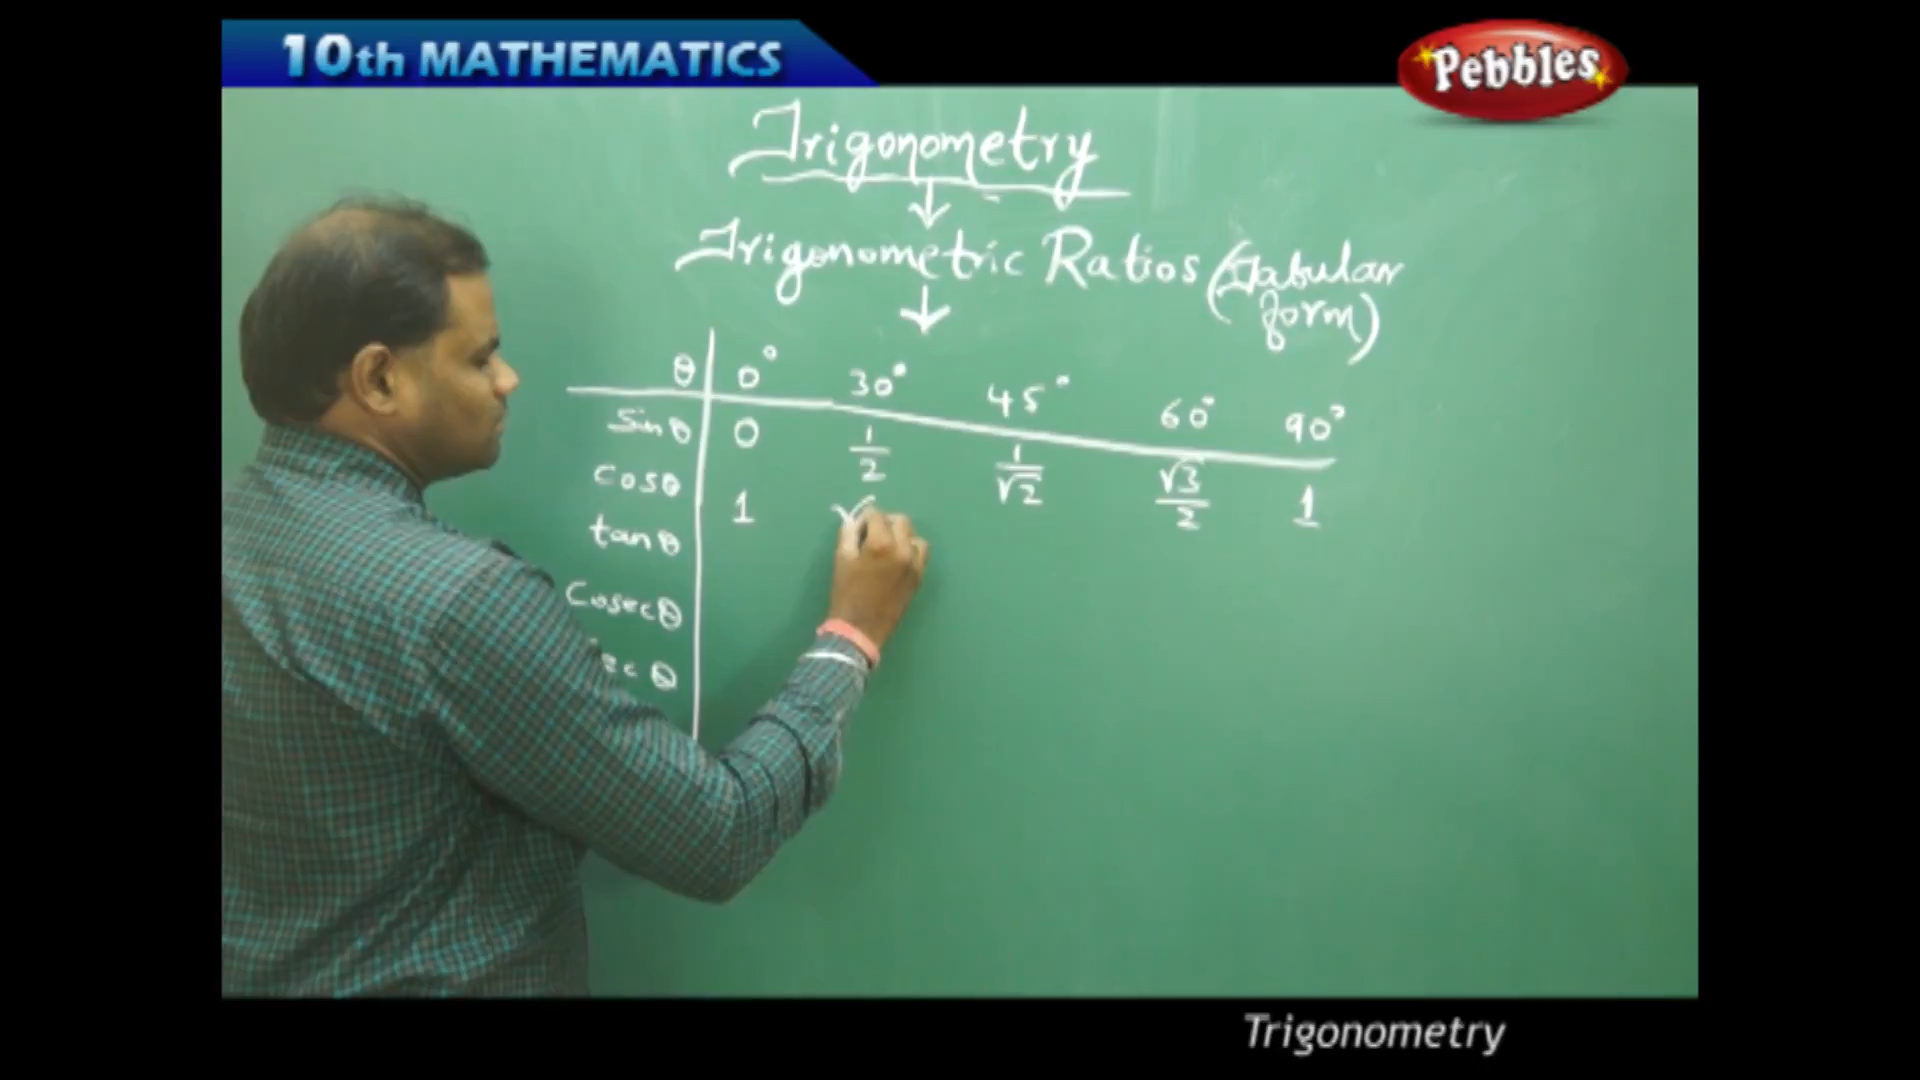 10th MATHEMATICS
Pebbles
Trigonometry
↓
Trigonometric Ratios (Tabular form)
↓
θ 0° 30° 45° 60° 90°
Sin θ 0 1/2 1/√2 √3/2 1
Cos θ 1 √
tan θ
Cosec θ
ec θ
Trigonometry